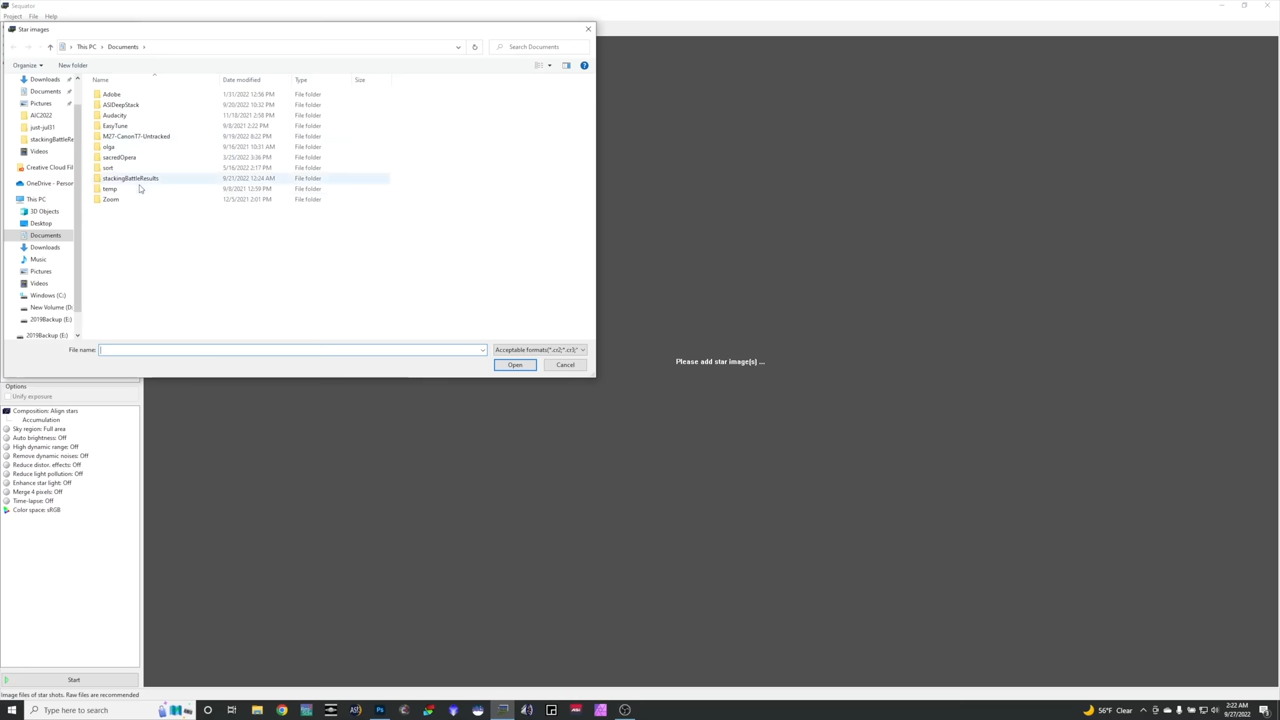 Sequator
Project File Help
Star images
This PC Documents
Search Documents
Organize New folder
Name Date modified Type Size
Downloads
Documents
Pictures
AIC2022
just-jul31
stackingBattleRe
Videos
Creative Cloud Fil
OneDrive - Person
This PC
3D Objects
Desktop
Documents
Downloads
Music
Pictures
Videos
Windows (C:)
New Volume (D:
2019Backup (E:)
2019Backup (E:)
Adobe 1/31/2022 12:56 PM File folder
ASIDeepStack 9/20/2022 10:32 PM File folder
Audacity 11/18/2021 2:58 PM File folder
EasyTune 9/8/2021 2:22 PM File folder
M27-CanonT7-Untracked 9/19/2022 8:22 PM File folder
olga 9/16/2021 10:31 AM File folder
sacredOpera 3/25/2022 3:36 PM File folder
sort 5/16/2022 2:17 PM File folder
stackingBattleResults 9/21/2022 12:24 AM File folder
temp 9/8/2021 12:59 PM File folder
Zoom 12/5/2021 2:01 PM File folder
File name:
Acceptable formats(*.cr2;*.cr3;*
Open Cancel
Please add star image[s] ...
Options
Unify exposure
Composition: Align stars
Accumulation
Sky region: Full area
Auto brightness: Off
High dynamic range: Off
Remove dynamic noises: Off
Reduce distor. effects: Off
Reduce light pollution: Off
Enhance star light: Off
Merge 4 pixels: Off
Time-lapse: Off
Color space: sRGB
Start
Image files of star shots. Raw files are recommended
Type here to search
56°F Clear
2:22 AM
9/27/2022